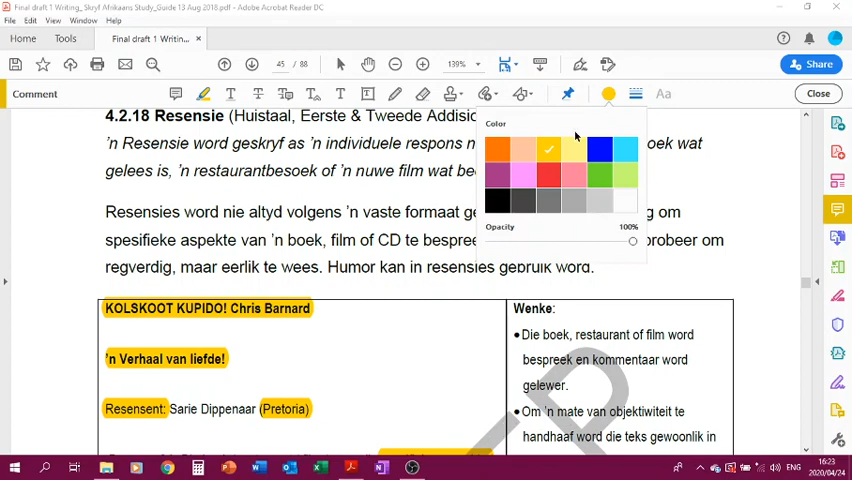 Final draft 1 Writing_ Skryf Afrikaans Study_Guide 13 Aug 2018.pdf - Adobe Acrobat Reader DC
File Edit View Window Help
Home Tools Final draft 1 Writin... × Share
45 / 88 139%
Comment Aa Close
Color
Opacity 100%
4.2.18 Resensie (Huistaal, Eerste & Tweede Addisi
'n Resensie word geskryf as 'n individuele respons n oek wat
gelees is, 'n restaurantbesoek of 'n nuwe film wat be
Resensies word nie altyd volgens 'n vaste formaat ge g om
spesifieke aspekte van 'n boek, film of CD te bespree probeer om
regverdig, maar eerlik te wees. Humor kan in resensies gebruik word.
KOLSKOOT KUPIDO! Chris Barnard
'n Verhaal van liefde!
Resensent: Sarie Dippenaar (Pretoria)
Wenke:
•Die boek, restaurant of film word
bespreek en kommentaar word
gelewer.
•Om 'n mate van objektiwiteit te
handhaaf word die teks gewoonlik in
ENG
16:23
2020/04/24